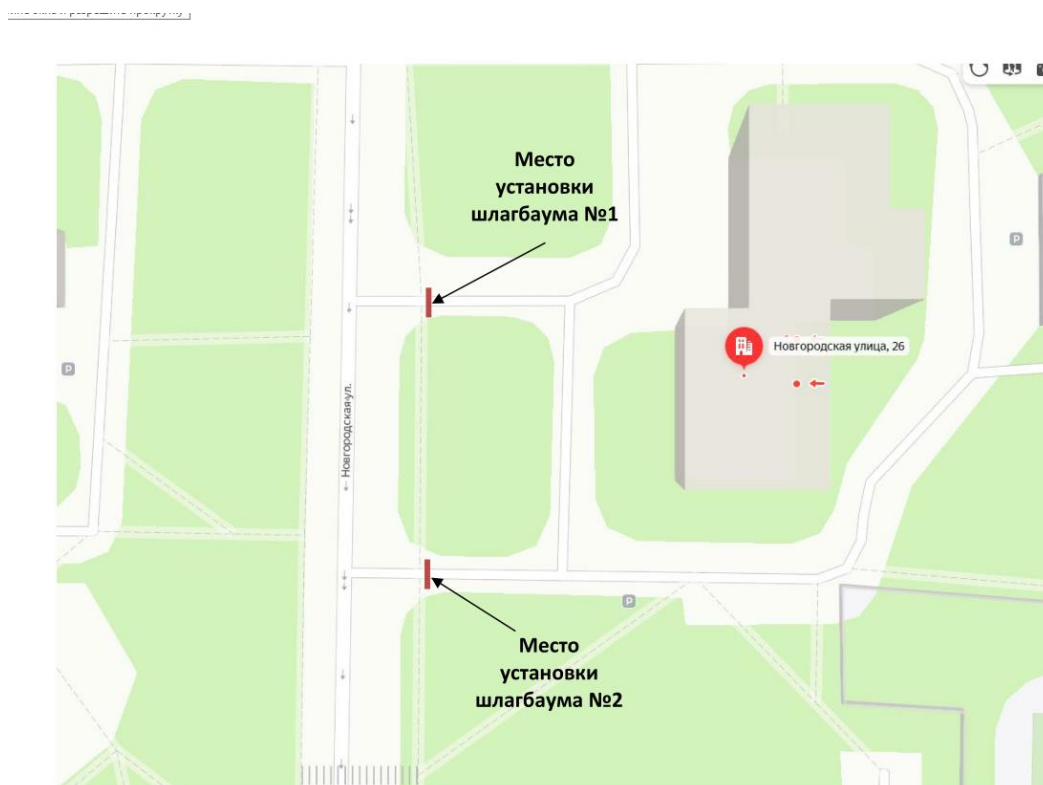 Место
установки
шлагбаума №1
P
Новгородская улица, 26
P
Новгородская ул.
P
Место
установки
шлагбаума №2